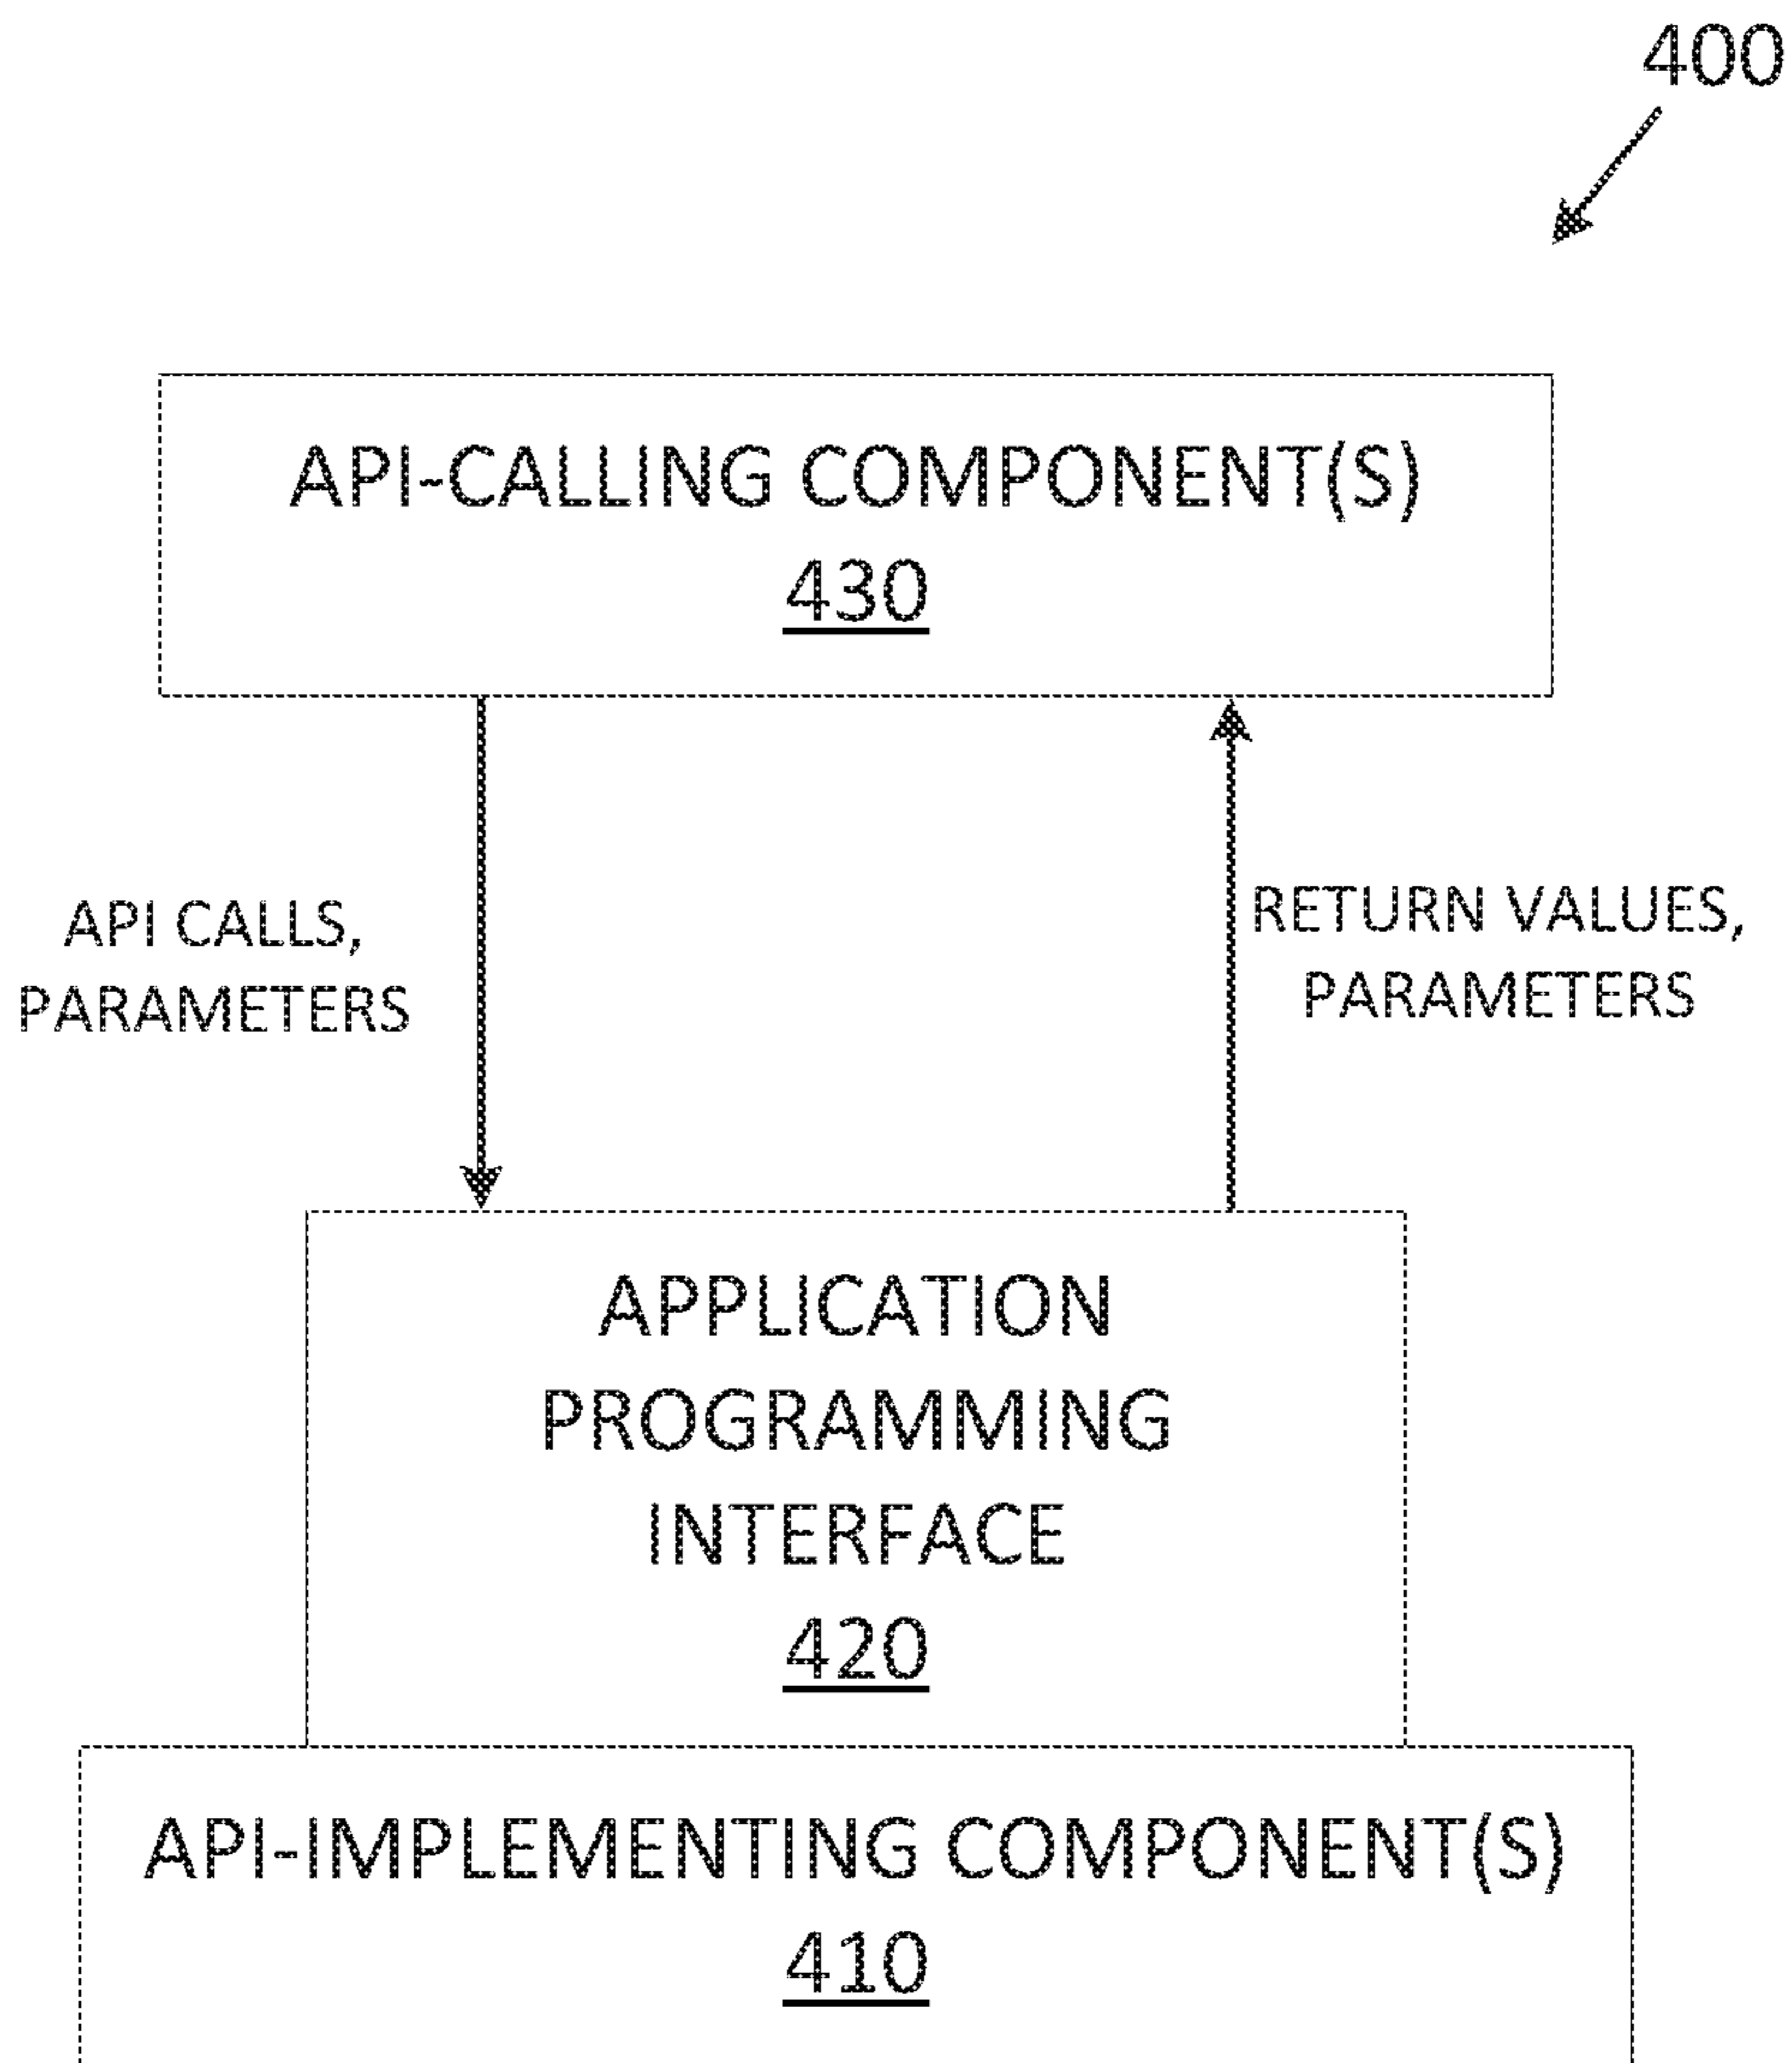 400
API-CALLING COMPONENT(S)
430
API CALLS,
PARAMETERS
RETURN VALUES,
PARAMETERS
APPLICATION
PROGRAMMING
INTERFACE
420
API-IMPLEMENTING COMPONENT(S)
410